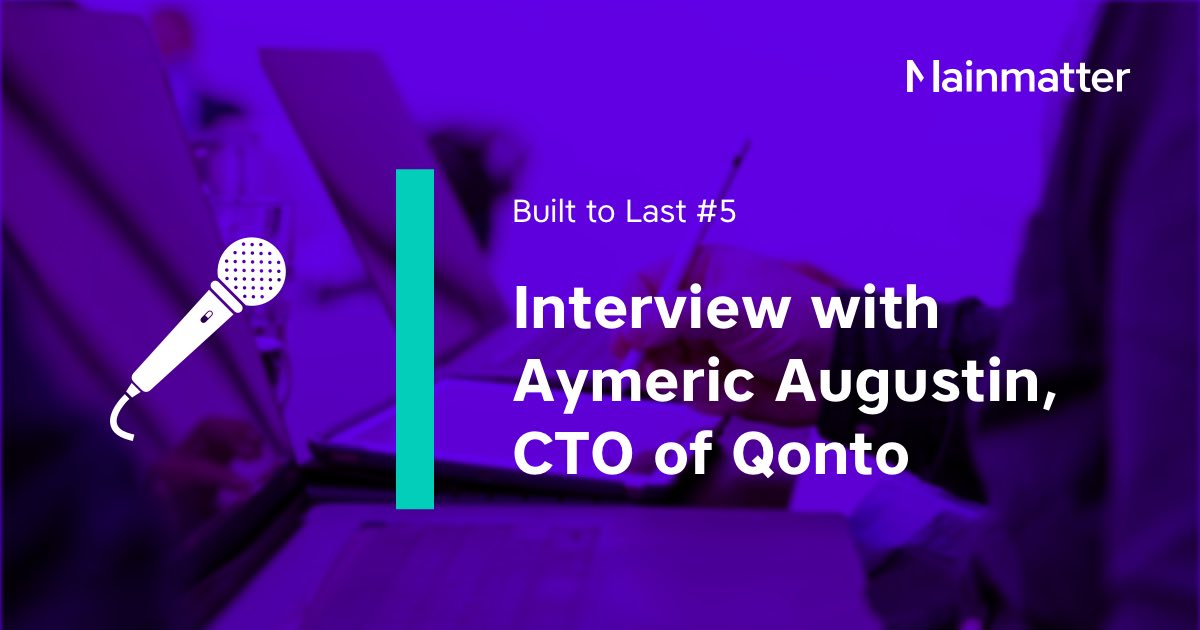 Mainmatter
Built to Last #5
Interview with
Aymeric Augustin,
CTO of Qonto